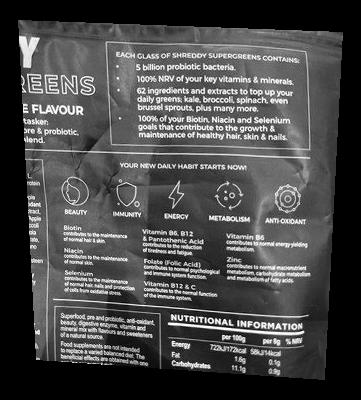 Y
REENS
E FLAVOUR
tasker:
ore & probiotic,
lend.
EACH GLASS OF SHREDDY SUPERGREENS CONTAINS:
• 5 billion probiotic bacteria.
• 100% NRV of your key vitamins & minerals.
• 62 ingredients and extracts to top up your
daily greens; kale, broccoli, spinach, even
brussel sprouts, plus many more.
• 100% of your Biotin, Niacin and Selenium
goals that contribute to the growth &
maintenance of healthy hair, skin & nails.
YOUR NEW DAILY HABIT STARTS NOW!
BEAUTY
IMMUNITY
ENERGY
METABOLISM
ANTI-OXIDANT
Biotin
contributes to the maintenance
of normal hair & skin.
Niacin
contributes to the maintenance
of normal skin.
Selenium
contributes to the maintenance
of normal hair, nails and protection
of cells from oxidative stress.
Vitamin B6, B12
& Pantothenic Acid
contributes to the reduction
of tiredness and fatigue.
Folate (Folic Acid)
contributes to normal psychological
and immune system function.
Vitamin B12 & C
contributes to the normal function
of the immune system.
Vitamin B6
contributes to normal energy-yielding
metabolism.
Zinc
contributes to normal macronutrient
metabolism, carbohydrate metabolism
and metabolism of fatty acids.
Superfood, pre and probiotic, anti-oxidant,
beauty, digestive enzyme, vitamin and
mineral mix with flavours and sweeteners
of a natural source.
Food supplements are not intended
to replace a varied balanced diet. The
beneficial effects are obtained with one
NUTRITIONAL INFORMATION
per 100g per 8g % NRV
Energy 722kJ/172kcal 58kJ/14kcal
Fat 1.6g 0.1g
Carbohydrates 11.1g 0.9g